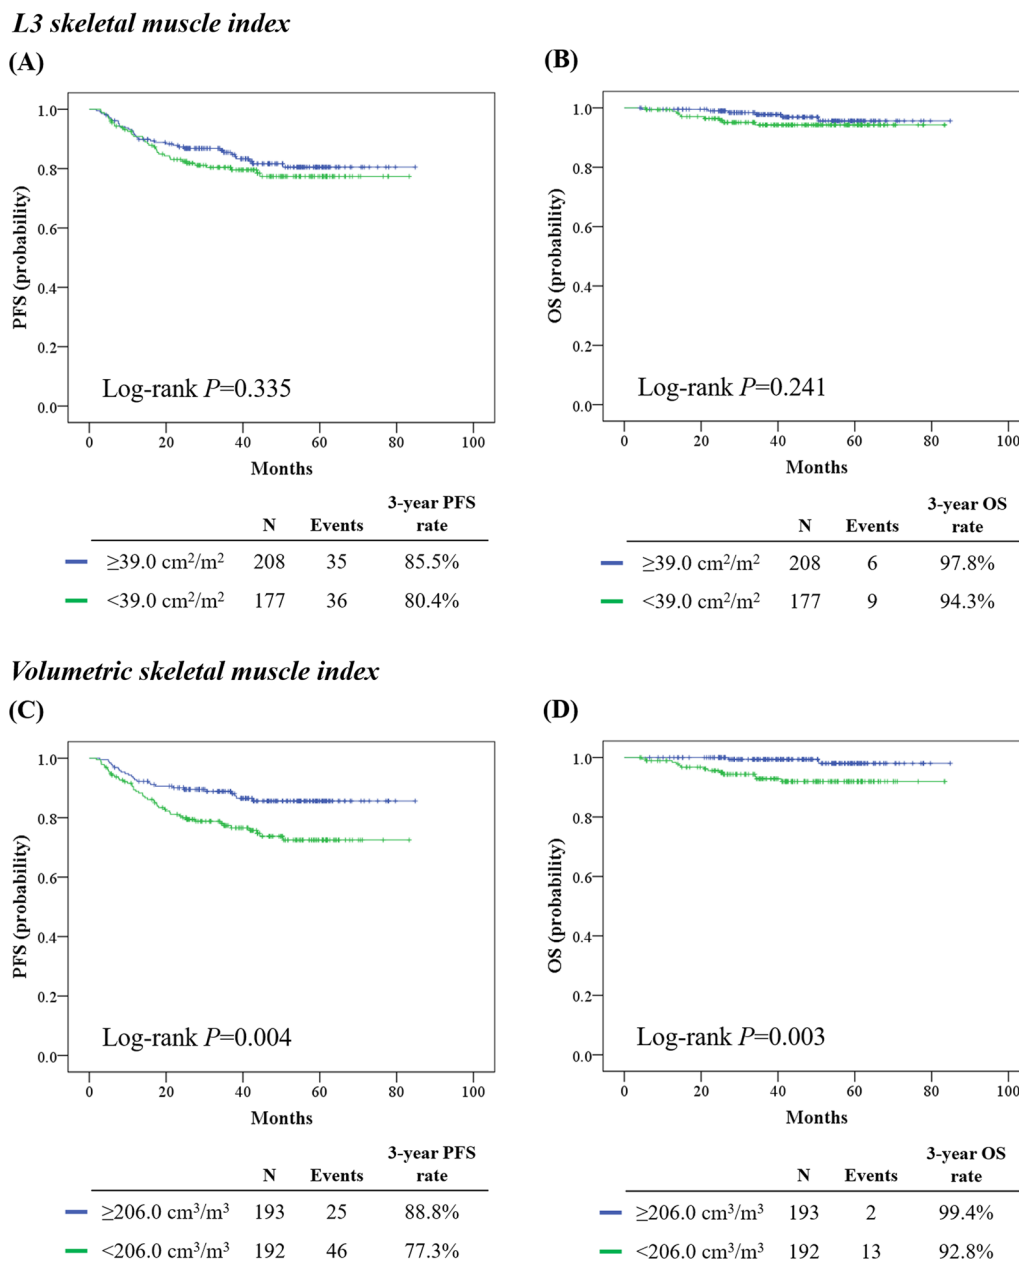 L3 skeletal muscle index
(A)
1.0
0.8
0.6
0.4
0.2
0.0
PFS (probability)
Log-rank P=0.335
0 20 40 60 80 100
Months
N Events 3-year PFS rate
≥39.0 cm²/m² 208 35 85.5%
<39.0 cm²/m² 177 36 80.4%
(B)
1.0
0.8
0.6
0.4
0.2
0.0
OS (probability)
Log-rank P=0.241
0 20 40 60 80 100
Months
N Events 3-year OS rate
≥39.0 cm²/m² 208 6 97.8%
<39.0 cm²/m² 177 9 94.3%
Volumetric skeletal muscle index
(C)
1.0
0.8
0.6
0.4
0.2
0.0
PFS (probability)
Log-rank P=0.004
0 20 40 60 80 100
Months
N Events 3-year PFS rate
≥206.0 cm³/m³ 193 25 88.8%
<206.0 cm³/m³ 192 46 77.3%
(D)
1.0
0.8
0.6
0.4
0.2
0.0
OS (probability)
Log-rank P=0.003
0 20 40 60 80 100
Months
N Events 3-year OS rate
≥206.0 cm³/m³ 193 2 99.4%
<206.0 cm³/m³ 192 13 92.8%